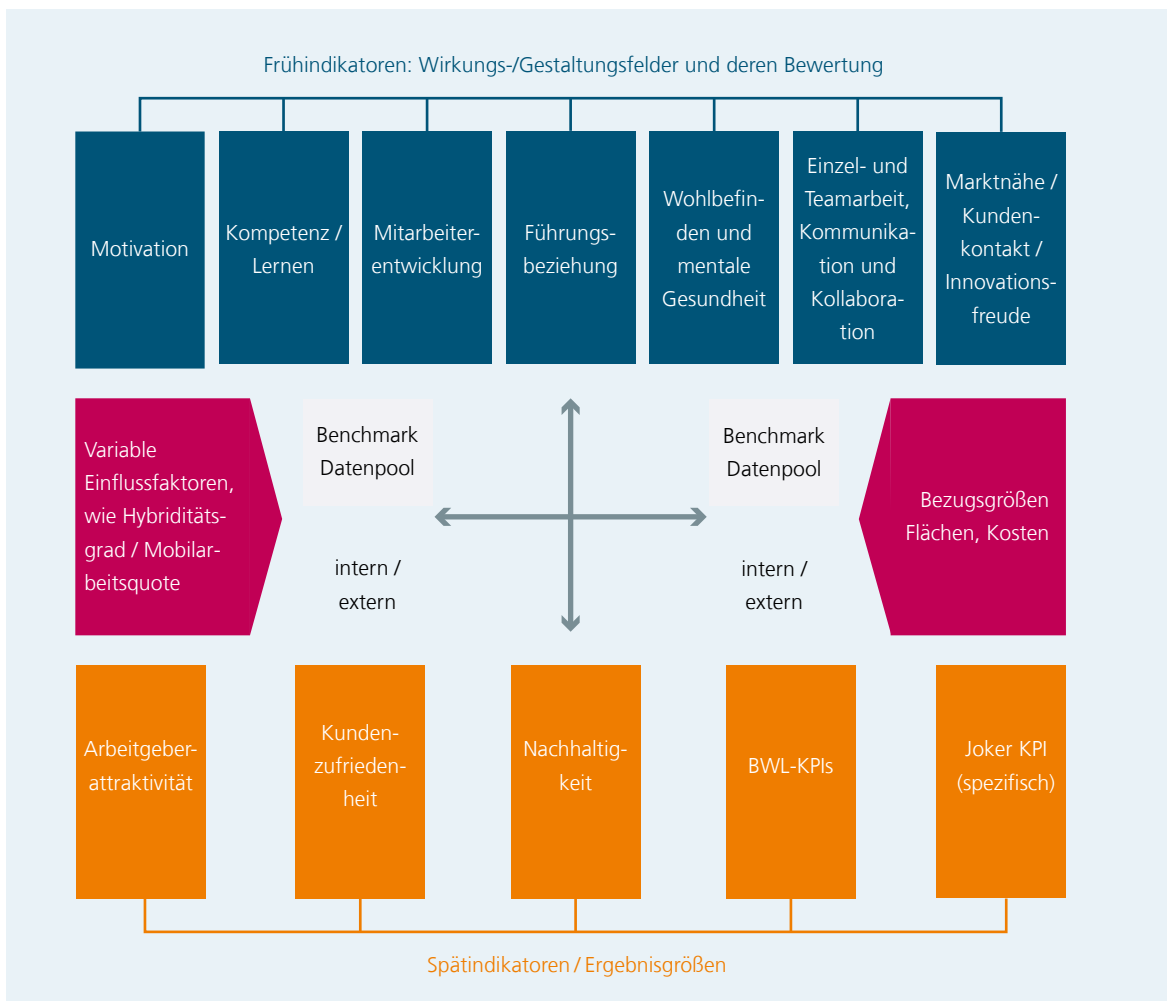 Frühindikatoren: Wirkungs-/Gestaltungsfelder und deren Bewertung
Motivation
Kompetenz /
Lernen
Mitarbeiter-
entwicklung
Führungs-
beziehung
Wohlbefin-
den und
mentale
Gesundheit
Einzel- und
Teamarbeit,
Kommunika-
tion und
Kollabora-
tion
Marktnähe /
Kunden-
kontakt /
Innovations-
freude
Variable
Einflussfaktoren,
wie Hybriditäts-
grad / Mobilar-
beitsquote
Benchmark
Datenpool
intern /
extern
Benchmark
Datenpool
intern /
extern
Bezugsgrößen
Flächen, Kosten
Arbeitgeber-
attraktivität
Kunden-
zufrieden-
heit
Nachhaltig-
keit
BWL-KPIs
Joker KPI
(spezifisch)
Spätindikatoren / Ergebnisgrößen